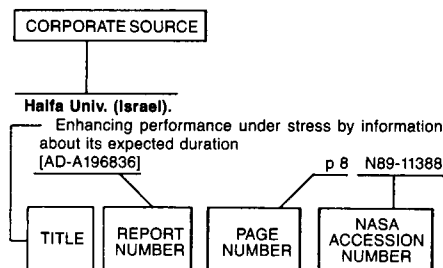 CORPORATE SOURCE
Haifa Univ. (Israel).
Enhancing performance under stress by information
about its expected duration
[AD-A196836] p 8 N89-11388
TITLE
REPORT NUMBER
PAGE NUMBER
NASA ACCESSION NUMBER